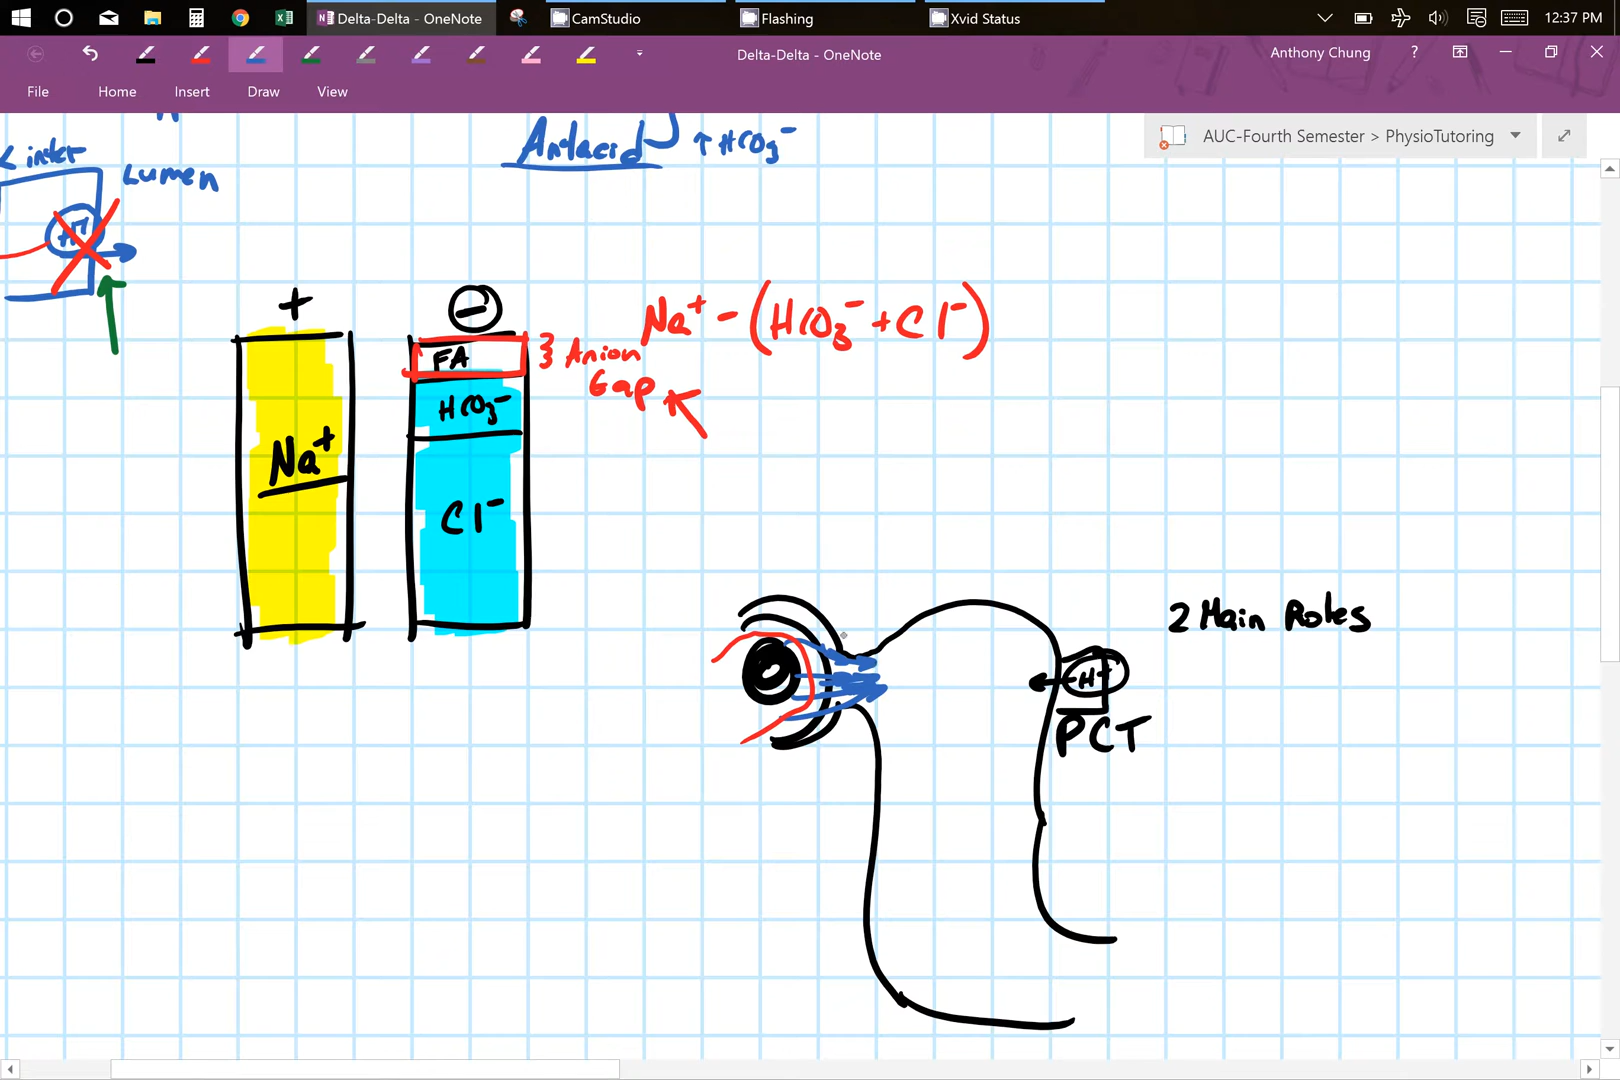 Delta-Delta - OneNote
CamStudio
Flashing
Xvid Status
12:37 PM
Delta-Delta - OneNote
Anthony Chung
?
File
Home
Insert
Draw
View
AUC-Fourth Semester > PhysioTutoring
Antacid
↑ HCO₃⁻
Lumen
+
−
Na⁺ − (HCO₃⁻ + Cl⁻)
FA
} Anion
Gap
HCO₃⁻
Na⁺
Cl⁻
2 Main Roles
H⁺
PCT